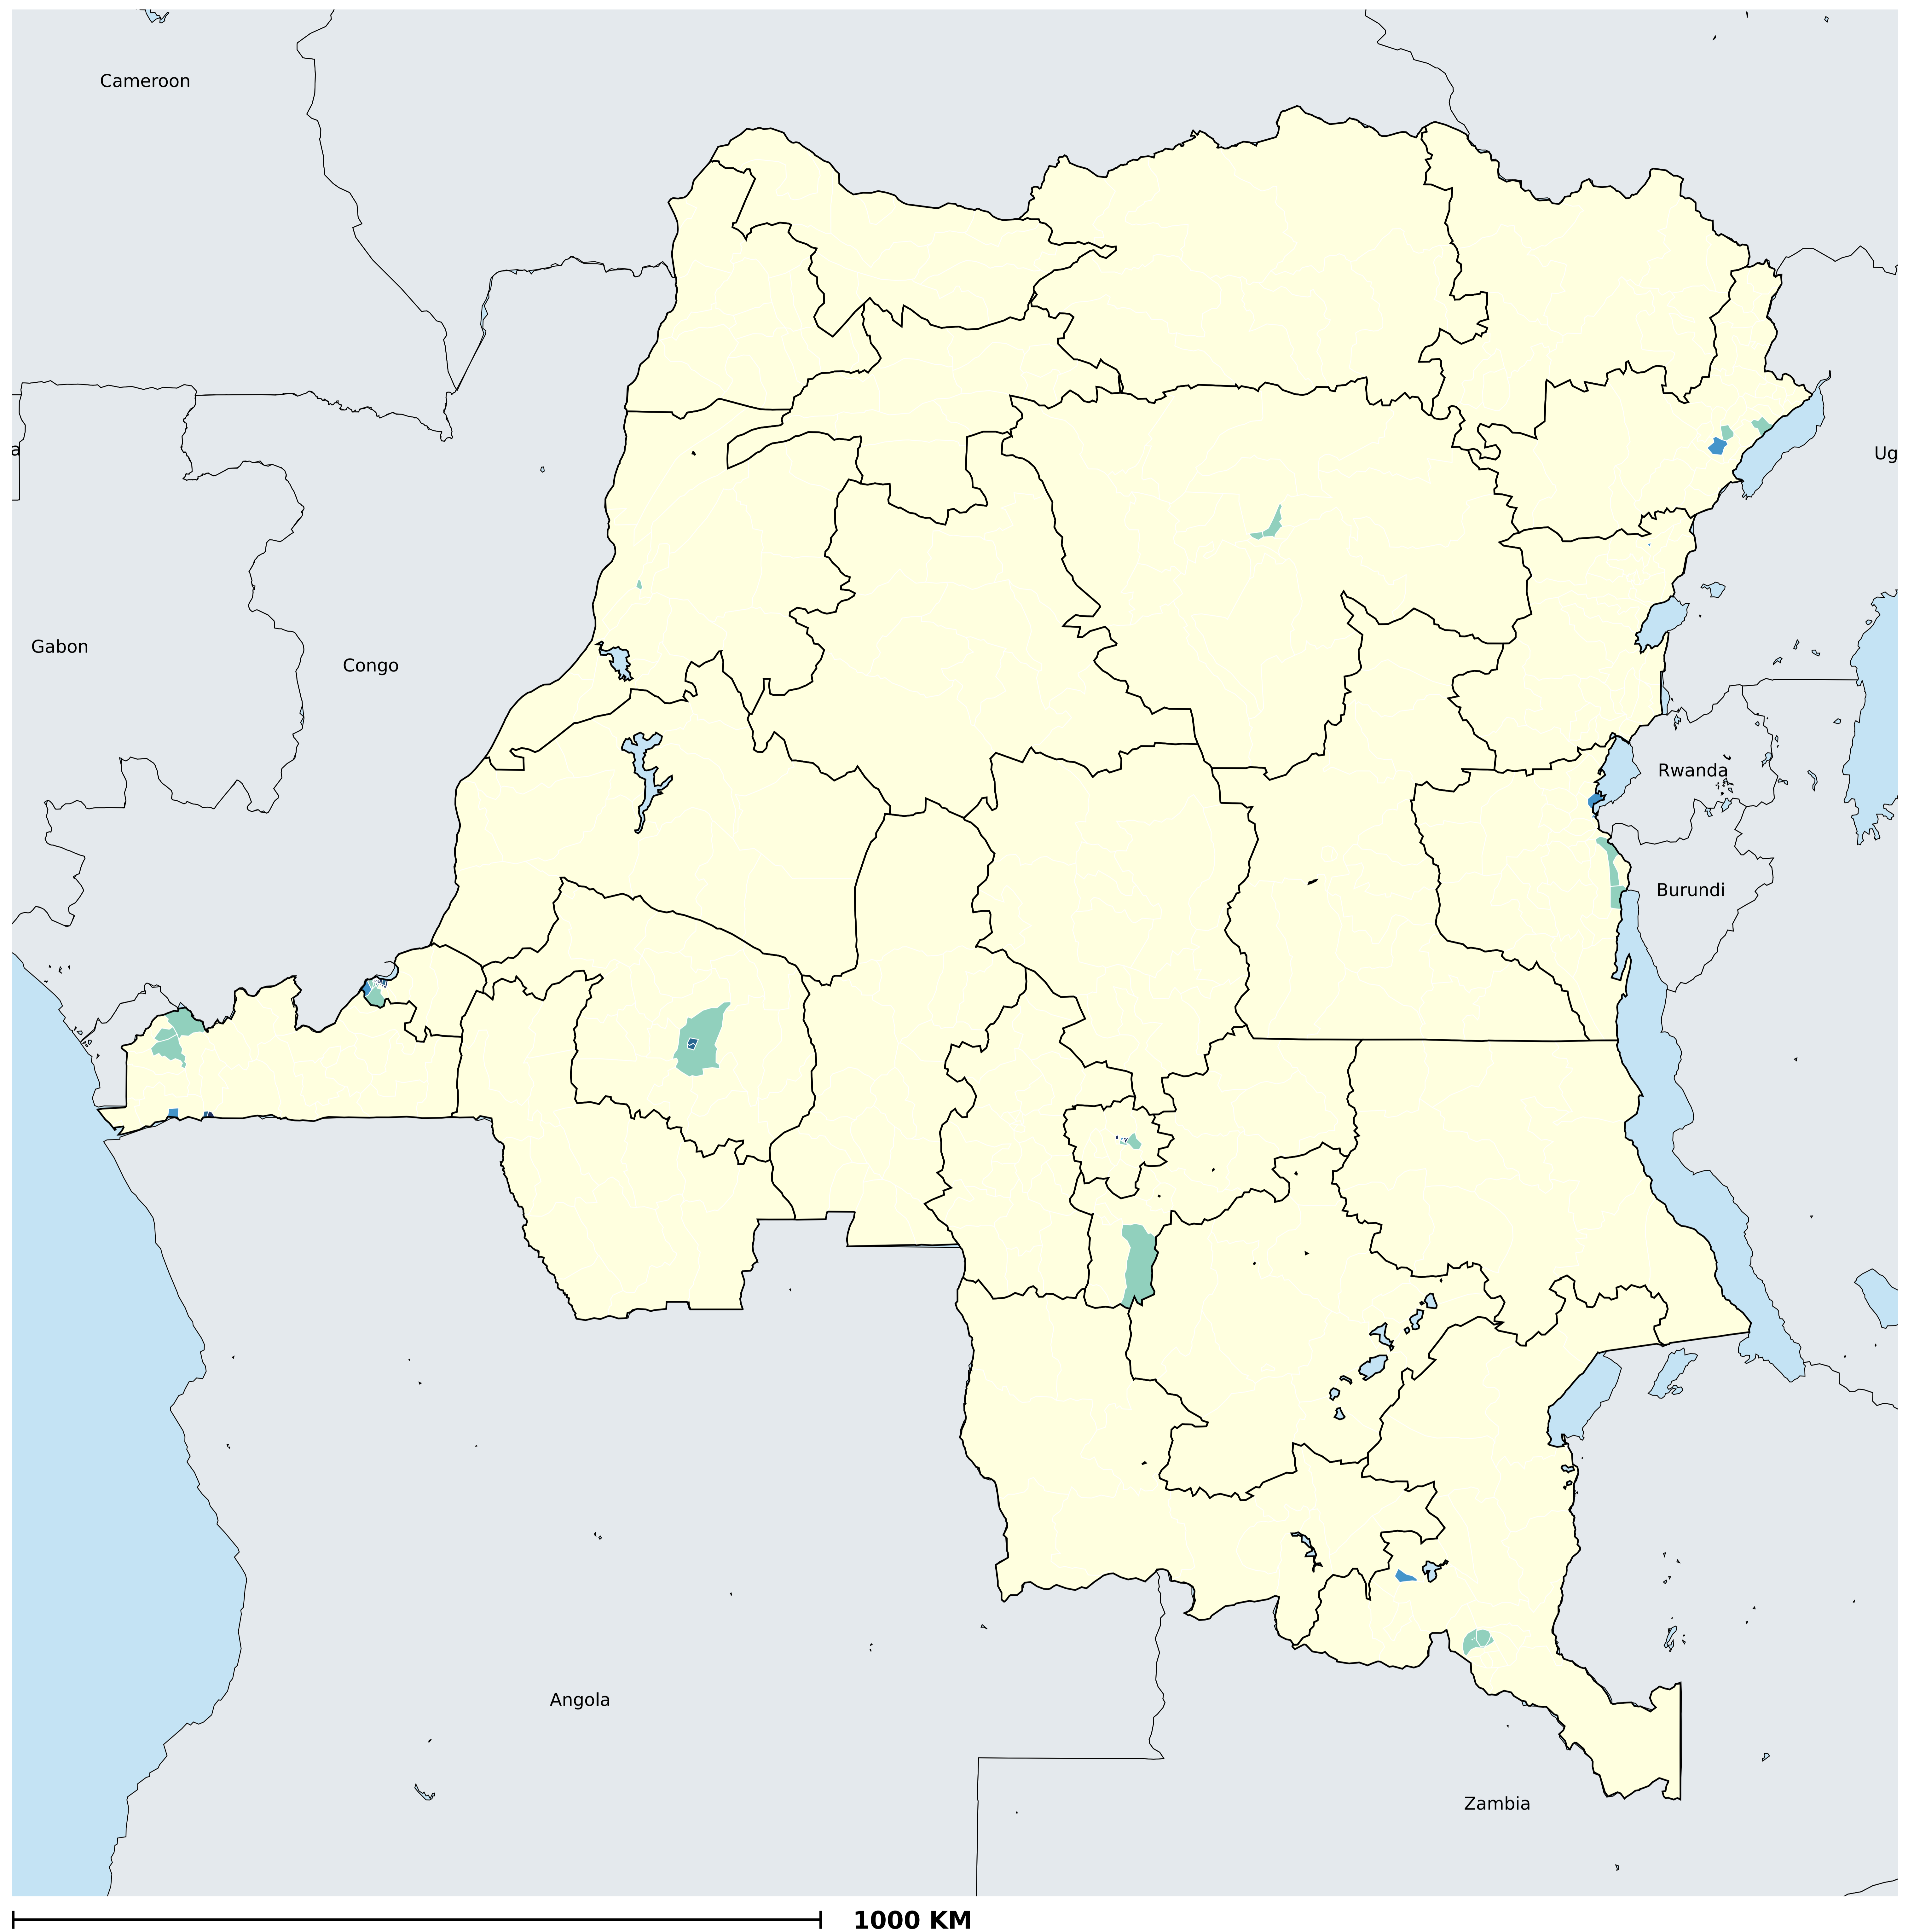 Cameroon
a
Ug
Gabon
Congo
Rwanda
Burundi
Angola
Zambia
1000 KM